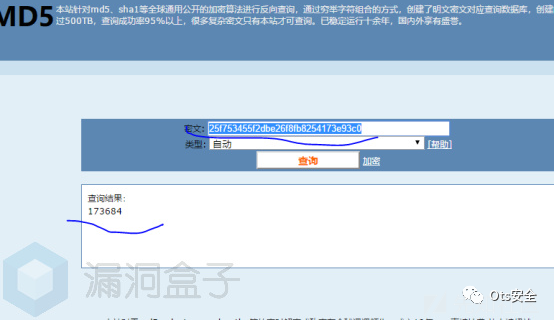 MD5
本站针对md5、sha1等全球通用公开的加密算法进行反向查询，通过穷举字符组合的方式，创建了明文密文对应查询数据库，创建
过500TB，查询成功率95%以上，很多复杂密文只有本站才可查询。已稳定运行十余年，国内外享有盛誉。
密文: 25f753455f2dbe26f8fb8254173e93c0
类型: 自动 [帮助]
查询 加密
查询结果:
173684
漏洞盒子
Ots安全